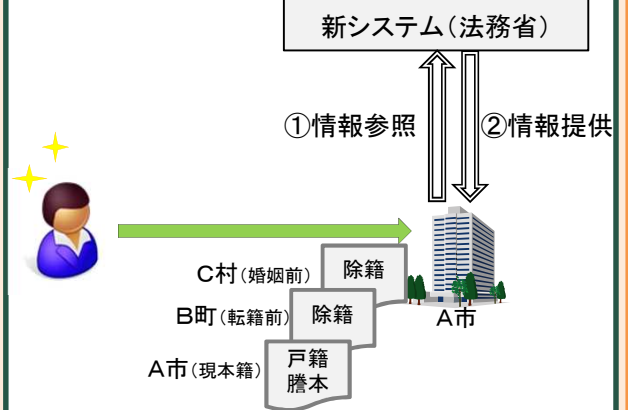 新システム(法務省)
①情報参照
②情報提供
C村(婚姻前)
除籍
B町(転籍前)
除籍
A市
A市(現本籍)
戸籍
謄本